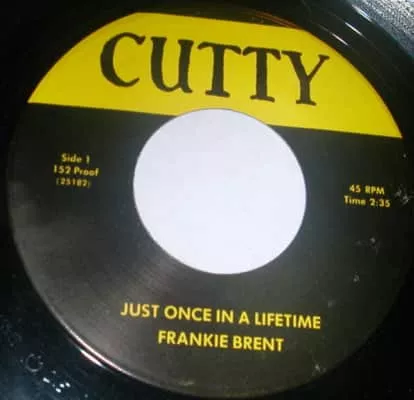 CUTTY
Side 1
152 Proof
(25182)
45 RPM
Time 2:35
JUST ONCE IN A LIFETIME
FRANKIE BRENT